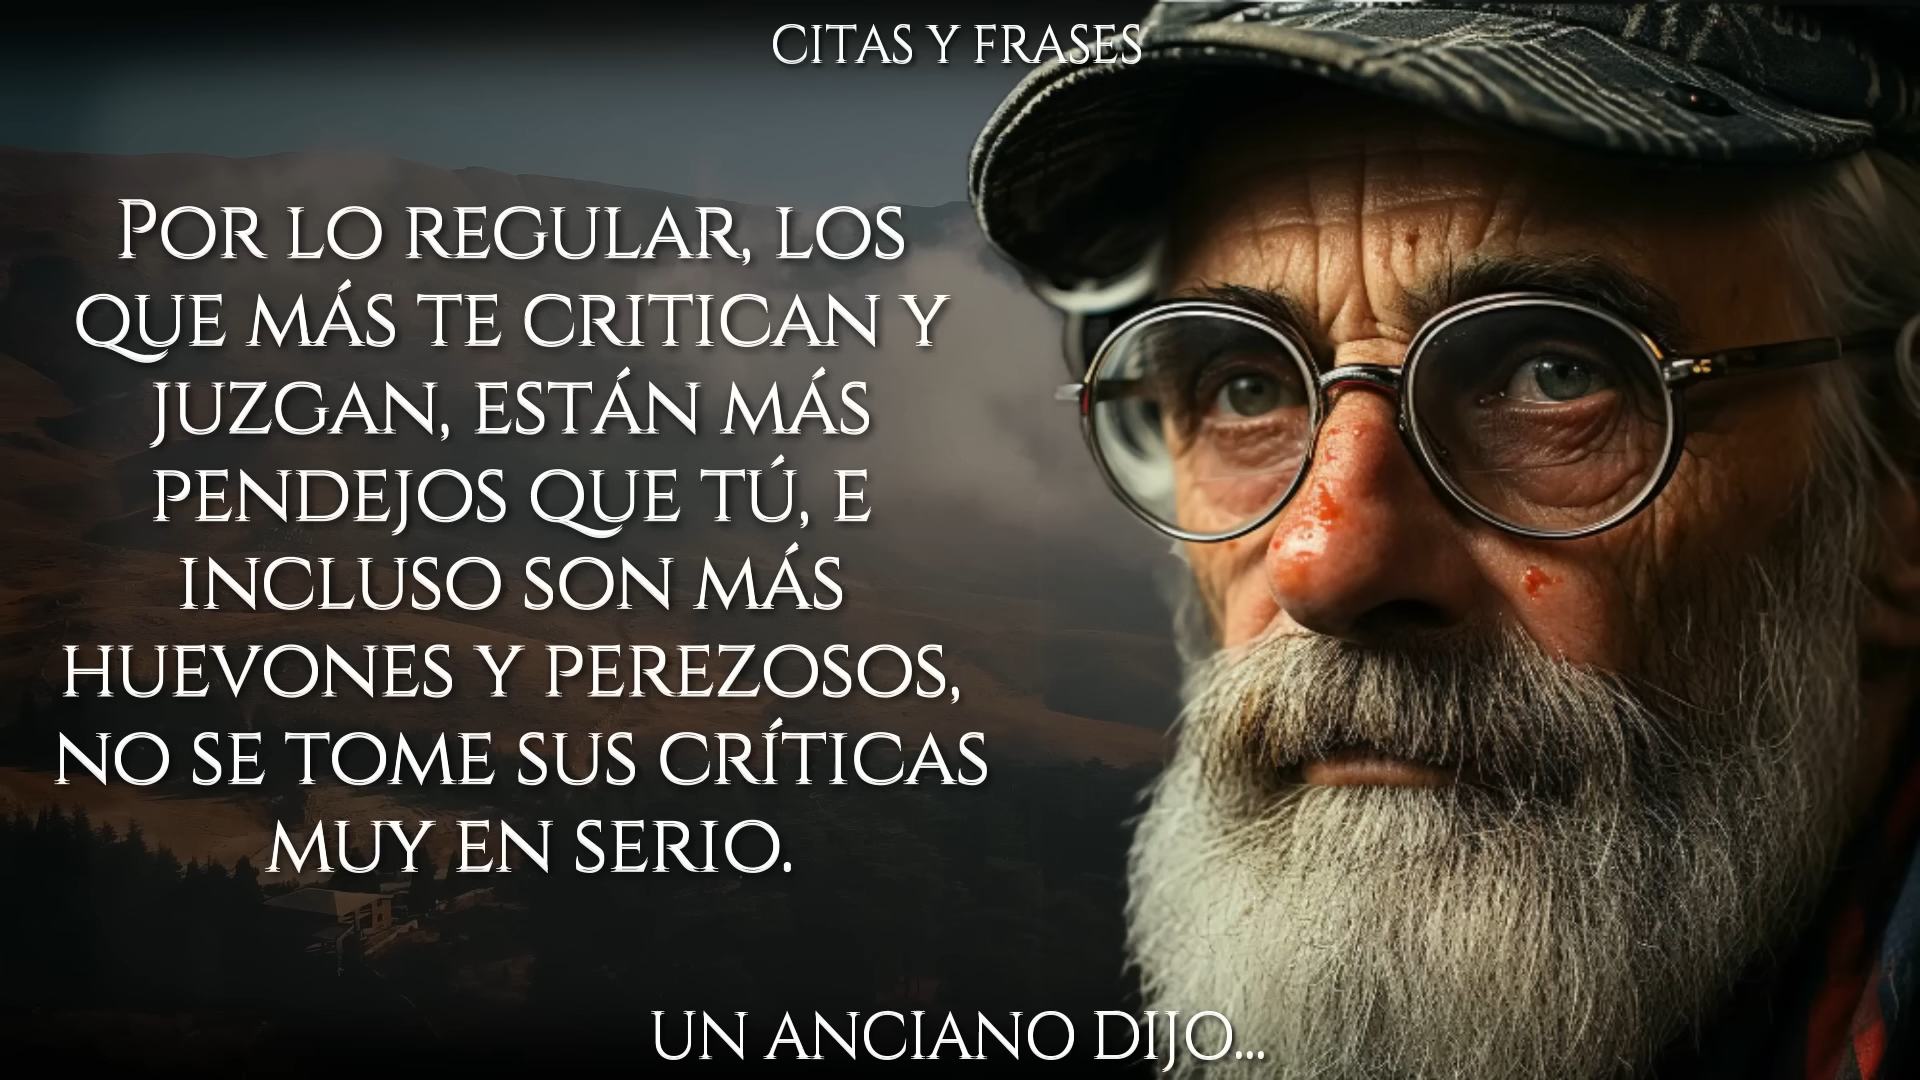 CITAS Y FRASES
POR LO REGULAR, LOS
QUE MÁS TE CRITICAN Y
JUZGAN, ESTÁN MÁS
PENDEJOS QUE TÚ, E
INCLUSO SON MÁS
HUEVONES Y PEREZOSOS,
NO SE TOME SUS CRÍTICAS
MUY EN SERIO.
UN ANCIANO DIJO...